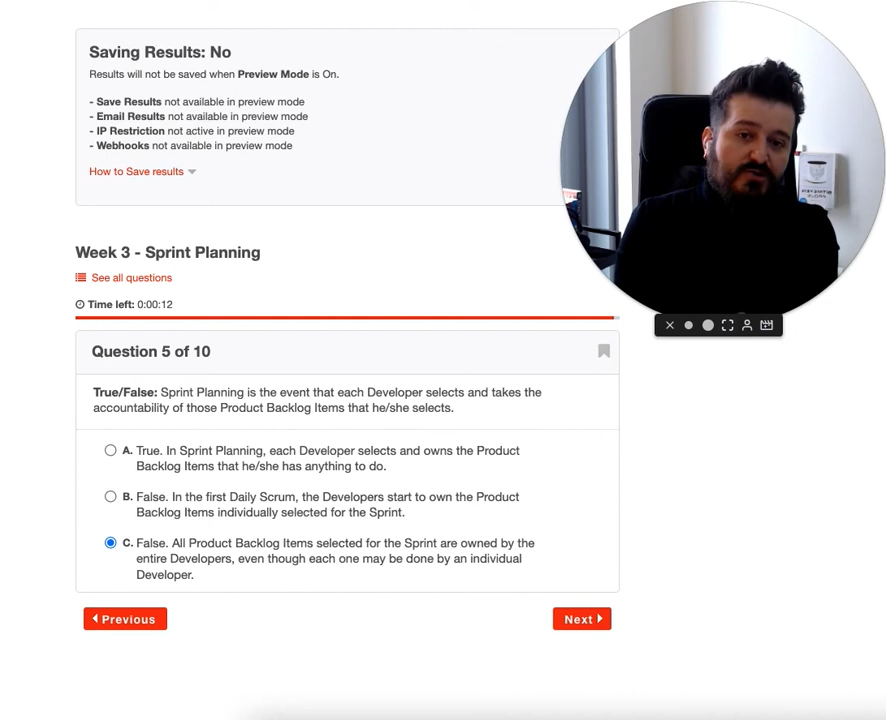 Saving Results: No
Results will not be saved when Preview Mode is On.
- Save Results not available in preview mode
- Email Results not available in preview mode
- IP Restriction not active in preview mode
- Webhooks not available in preview mode
How to Save results
Week 3 - Sprint Planning
See all questions
Time left: 0:00:12
Question 5 of 10
True/False: Sprint Planning is the event that each Developer selects and takes the
accountability of those Product Backlog Items that he/she selects.
A. True. In Sprint Planning, each Developer selects and owns the Product
Backlog Items that he/she has anything to do.
B. False. In the first Daily Scrum, the Developers start to own the Product
Backlog Items individually selected for the Sprint.
C. False. All Product Backlog Items selected for the Sprint are owned by the
entire Developers, even though each one may be done by an individual
Developer.
Previous
Next